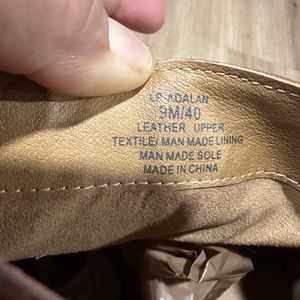 LP-ADALAN
9M/40
LEATHER UPPER
TEXTILE/ MAN MADE LINING
MAN MADE SOLE
MADE IN CHINA